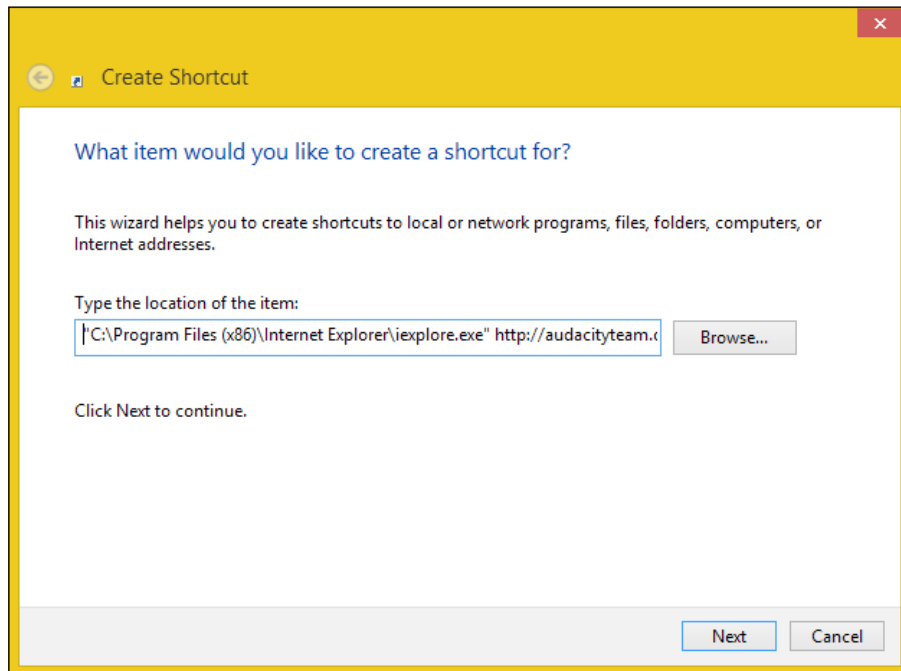 Create Shortcut
What item would you like to create a shortcut for?
This wizard helps you to create shortcuts to local or network programs, files, folders, computers, or
Internet addresses.
Type the location of the item:
"C:\Program Files (x86)\Internet Explorer\iexplore.exe" http://audacityteam.
Browse...
Click Next to continue.
Next
Cancel